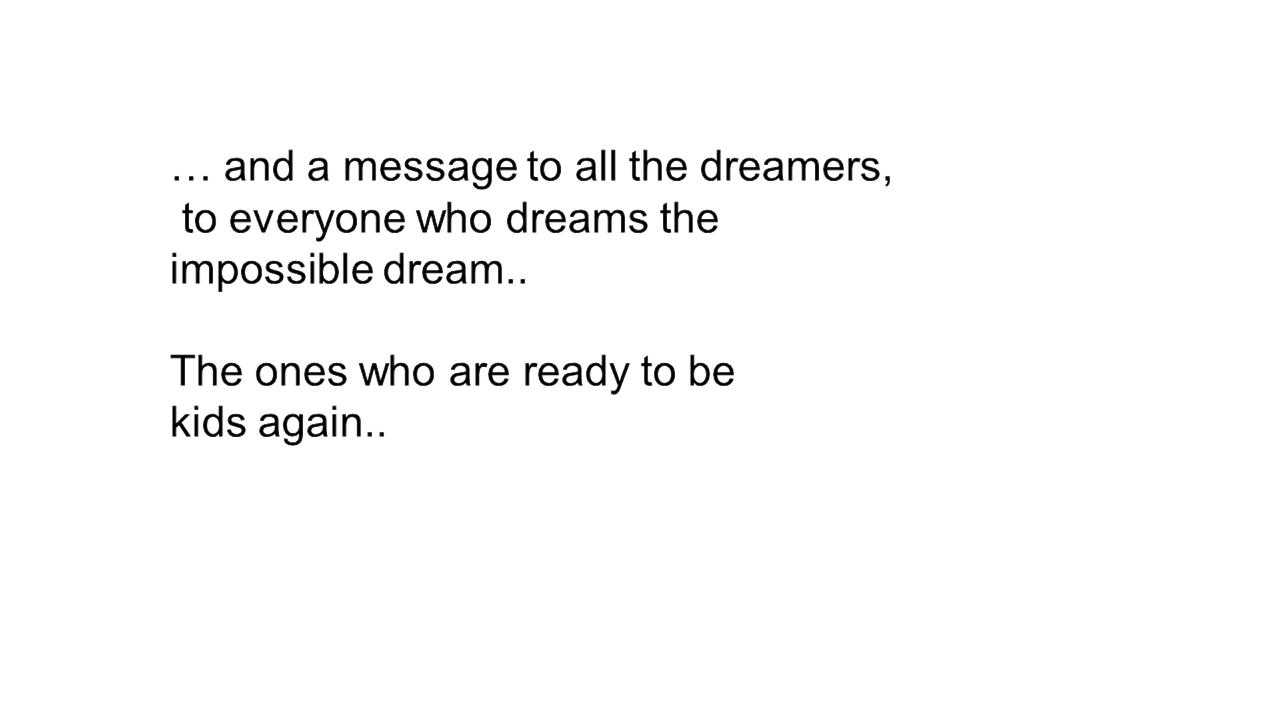 … and a message to all the dreamers,
to everyone who dreams the
impossible dream..
The ones who are ready to be
kids again..